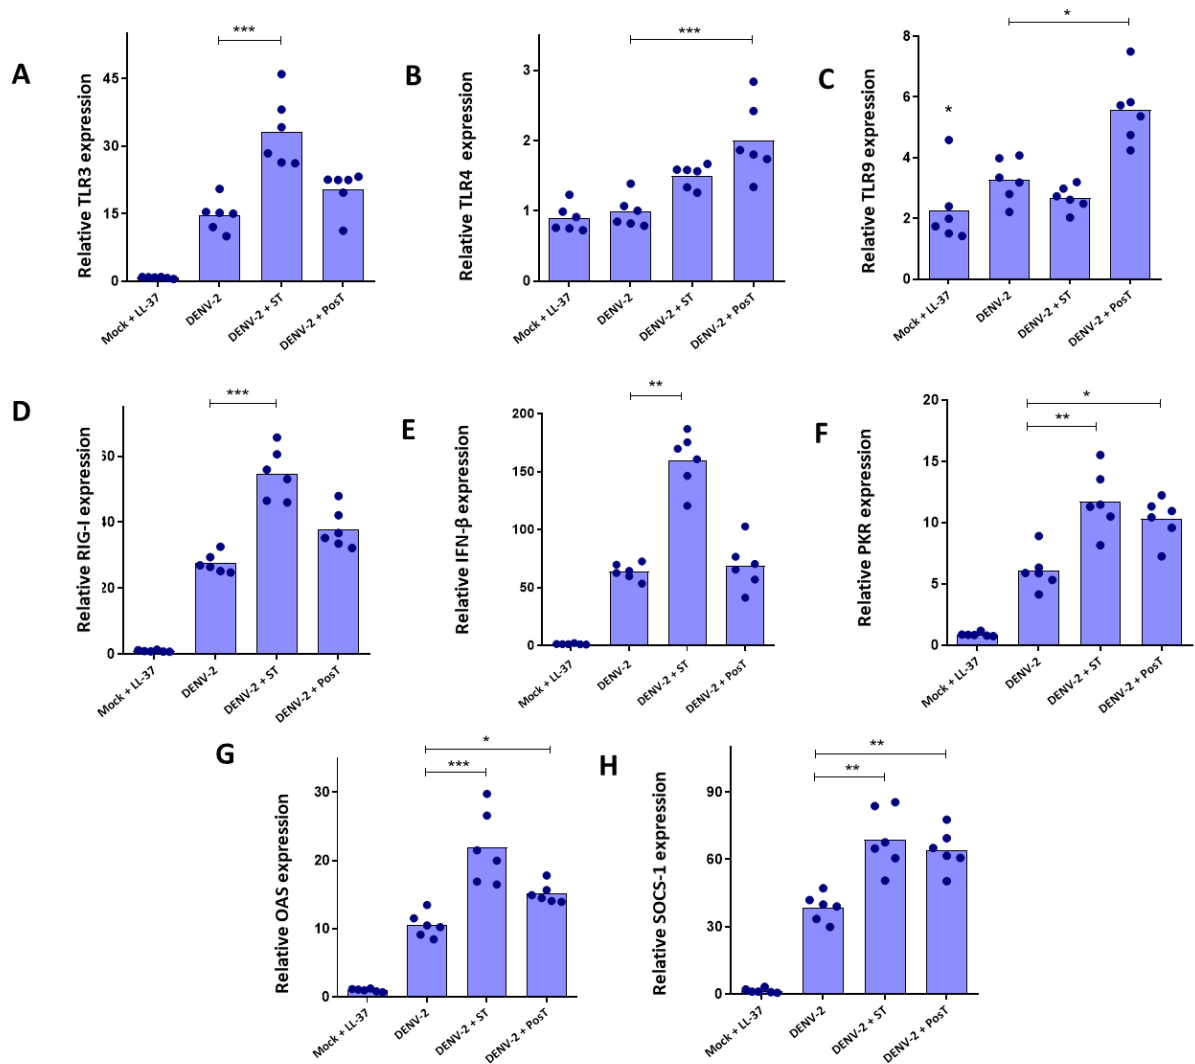 A
Relative TLR3 expression
***
45
30
15
0
Mock + LL-37
DENV-2
DENV-2 + ST
DENV-2 + PosT
B
Relative TLR4 expression
***
3
2
1
0
Mock + LL-37
DENV-2
DENV-2 + ST
DENV-2 + PosT
C
Relative TLR9 expression
*
*
8
6
4
2
0
Mock + LL-37
DENV-2
DENV-2 + ST
DENV-2 + PosT
D
Relative RIG-I expression
***
60
40
20
0
Mock + LL-37
DENV-2
DENV-2 + ST
DENV-2 + PosT
E
Relative IFN-β expression
**
200
150
100
50
0
Mock + LL-37
DENV-2
DENV-2 + ST
DENV-2 + PosT
F
Relative PKR expression
*
**
20
15
10
5
0
Mock + LL-37
DENV-2
DENV-2 + ST
DENV-2 + PosT
G
Relative OAS expression
*
***
30
20
10
0
Mock + LL-37
DENV-2
DENV-2 + ST
DENV-2 + PosT
H
Relative SOCS-1 expression
**
**
90
60
30
0
Mock + LL-37
DENV-2
DENV-2 + ST
DENV-2 + PosT